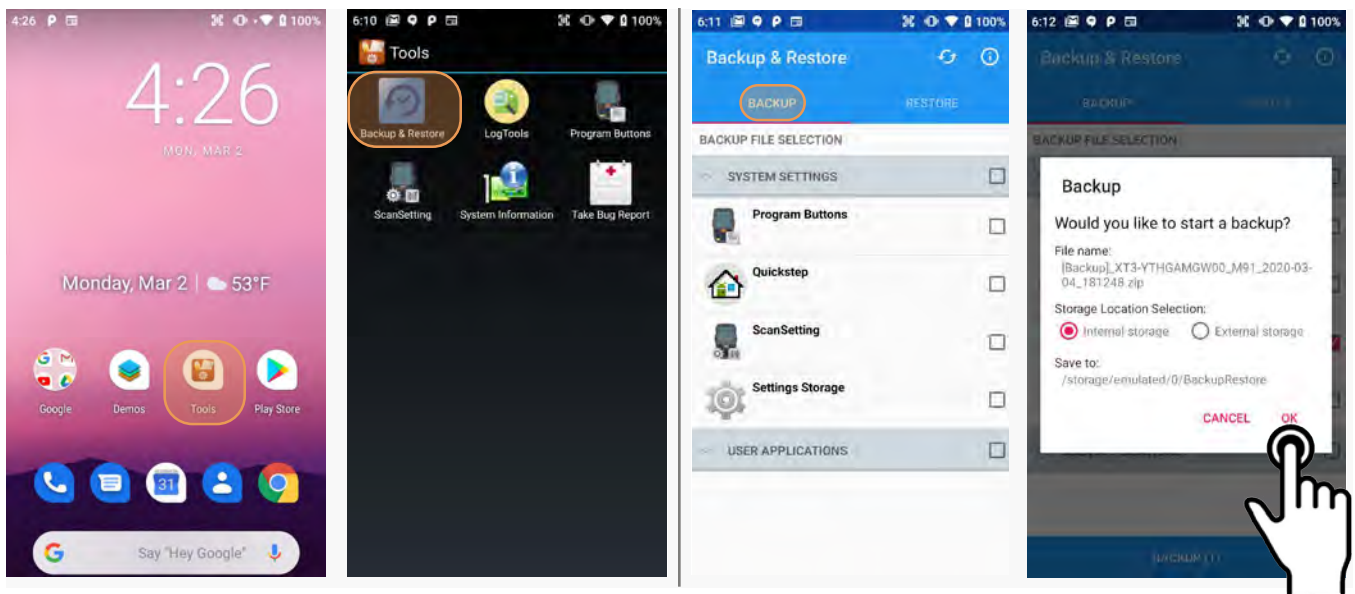 4:26
100%
4:26
MON, MAR 2
Monday, Mar 2 | 53°F
Google
Demos
Tools
Play Store
31
G
Say "Hey Google"
6:10
100%
Tools
Backup & Restore
LogTools
Program Buttons
ScanSetting
System Information
Take Bug Report
6:11
100%
Backup & Restore
BACKUP
RESTORE
BACKUP FILE SELECTION
SYSTEM SETTINGS
Program Buttons
Quickstep
ScanSetting
Settings Storage
USER APPLICATIONS
6:12
100%
Backup & Restore
BACKUP
BACKUP FILE SELECTION
Backup
Would you like to start a backup?
File name:
[Backup]_XT3-YTHGAMGW00_M91_2020-03-
04_181248.zip
Storage Location Selection:
Internal storage
External storage
Save to:
/storage/emulated/0/BackupRestore
CANCEL
OK
BACKUP (1)